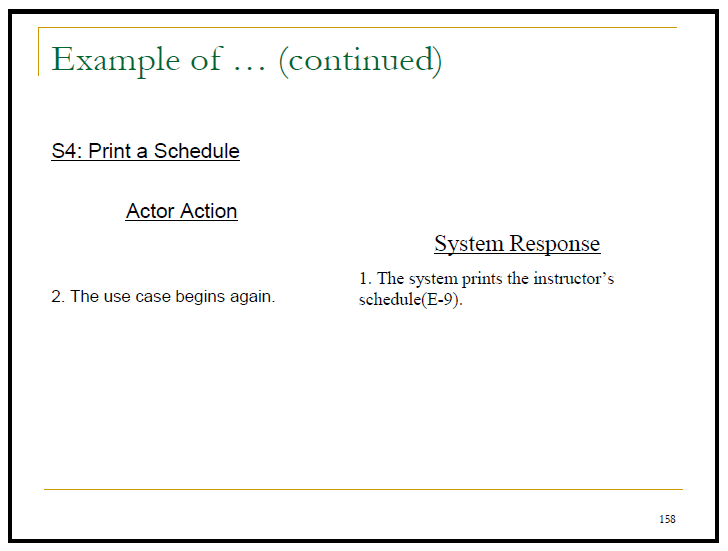 Example of … (continued)
S4: Print a Schedule
Actor Action
System Response
1. The system prints the instructor’s
schedule(E-9).
2. The use case begins again.
158